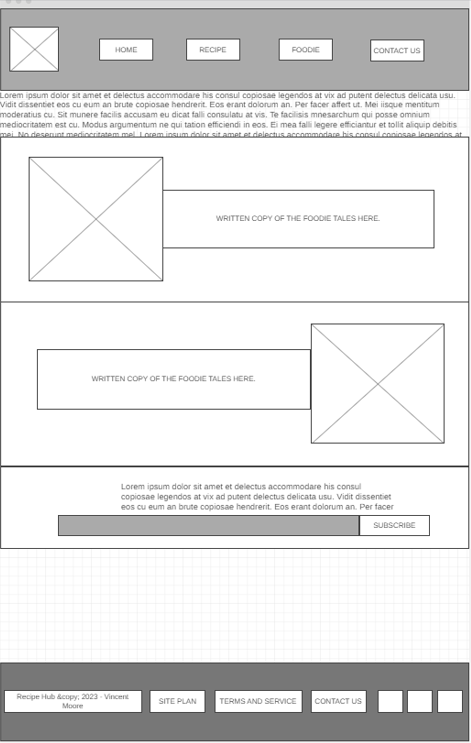 HOME RECIPE FOODIE CONTACT US
Lorem ipsum dolor sit amet et delectus accommodare his consul copiosae legendos at vix ad putent delectus delicata usu.
Vidit dissentiet eos cu eum an brute copiosae hendrerit. Eos erant dolorum an. Per facer affert ut. Mei iisque mentitum
moderatius cu. Sit munere facilis accusam eu dicat falli consulatu at vis. Te facilisis mnesarchum qui posse omnium
mediocritatem est cu. Modus argumentum ne qui tation efficiendi in eos. Ei mea falli legere efficiantur et tollit aliquip debitis
mei. No deserunt mediocritatem mel. Lorem ipsum dolor sit amet et delectus accommodare his consul copiosae legendos at
WRITTEN COPY OF THE FOODIE TALES HERE.
WRITTEN COPY OF THE FOODIE TALES HERE.
Lorem ipsum dolor sit amet et delectus accommodare his consul
copiosae legendos at vix ad putent delectus delicata usu. Vidit dissentiet
eos cu eum an brute copiosae hendrerit. Eos erant dolorum an. Per facer
SUBSCRIBE
Recipe Hub &copy; 2023 · Vincent
Moore
SITE PLAN TERMS AND SERVICE CONTACT US